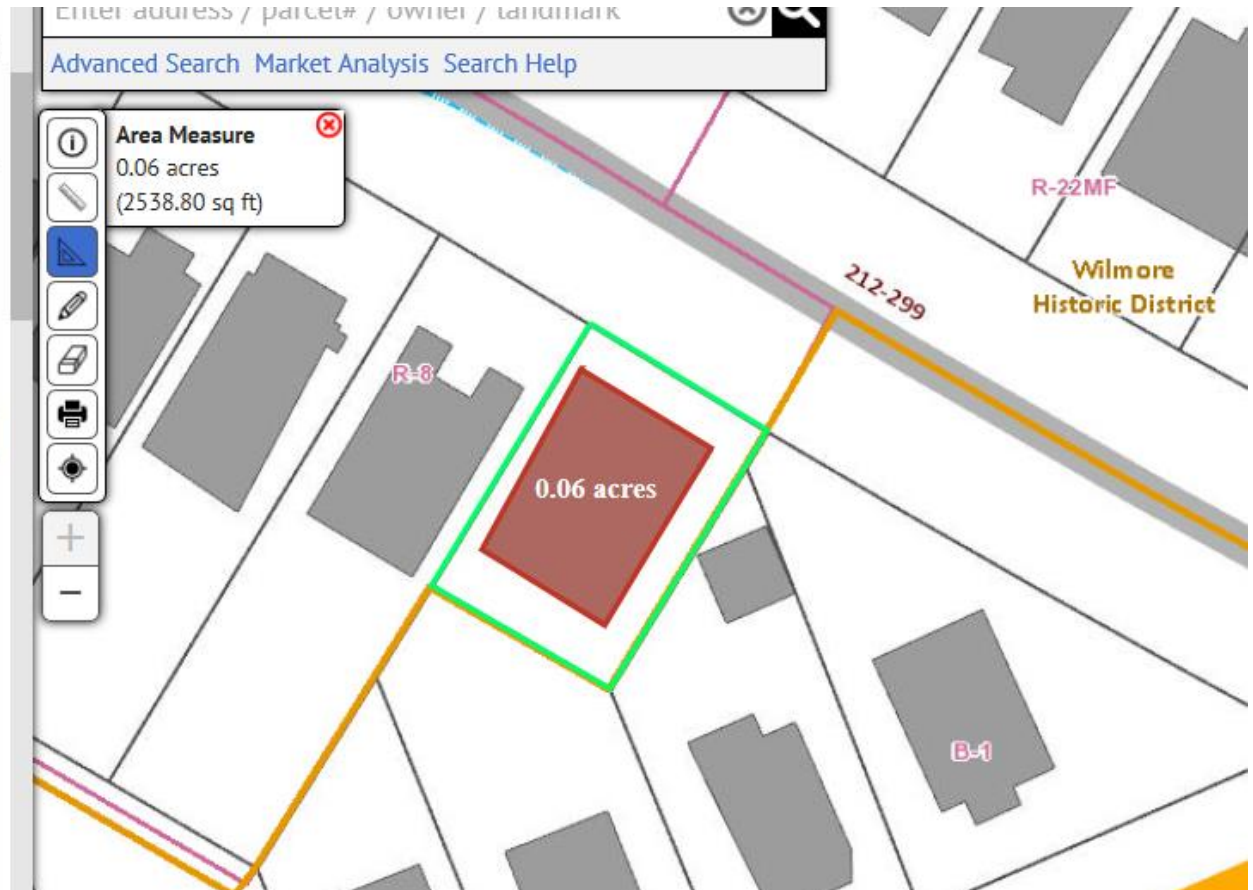 Enter address / parcel# / owner / landmark
Advanced Search Market Analysis Search Help
Area Measure
0.06 acres
(2538.80 sq ft)
R-22MF
Wilmore
Historic District
212-299
R-8
0.06 acres
B-1